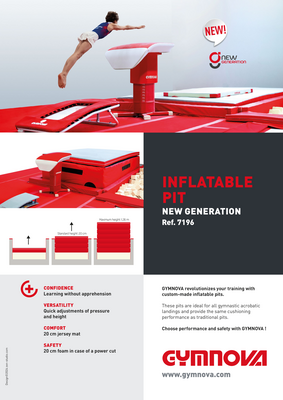 NEW!
NEW
GENERATION
GYMNOVA
INFLATABLE
PIT
NEW GENERATION
Ref. 7196
CONFIDENCE
Learning without apprehension
VERSATILITY
Quick adjustments of pressure
and height
COMFORT
20 cm jersey mat
SAFETY
20 cm foam in case of a power cut
GYMNOVA revolutionizes your training with
custom-made inflatable pits.
These pits are ideal for all gymnastic acrobatic
landings and provide the same cushioning
performance as traditional pits.
Choose performance and safety with GYMNOVA !
GYMNOVA
www.gymnova.com